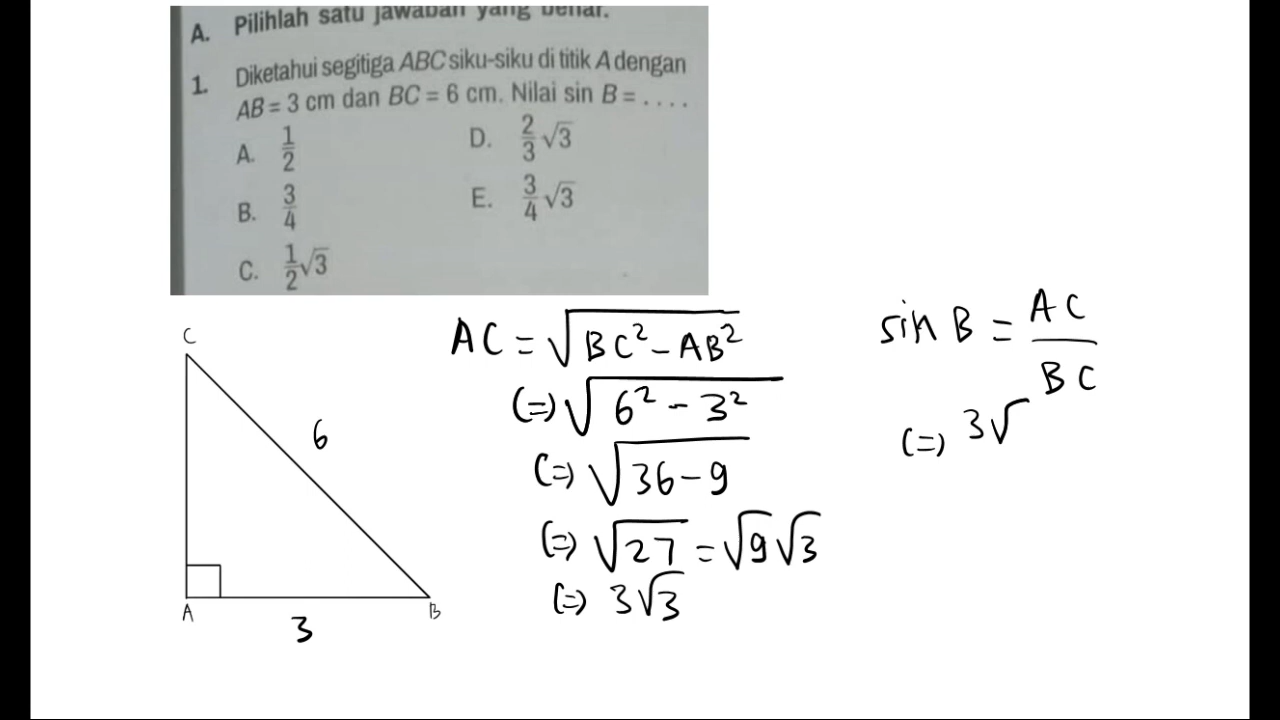 A. Pilihlah satu jawaban yang benar.
1. Diketahui segitiga ABC siku-siku di titik A dengan
AB = 3 cm dan BC = 6 cm. Nilai sin B = . . . .
A. 1/2
D. 2/3 √3
B. 3/4
E. 3/4 √3
C. 1/2 √3
C
6
A
B
3
AC = √(BC² - AB²)
(=) √(6² - 3²)
(=) √(36 - 9)
(=) √27 = √9 √3
(=) 3√3
sin B = AC/BC
(=) 3√